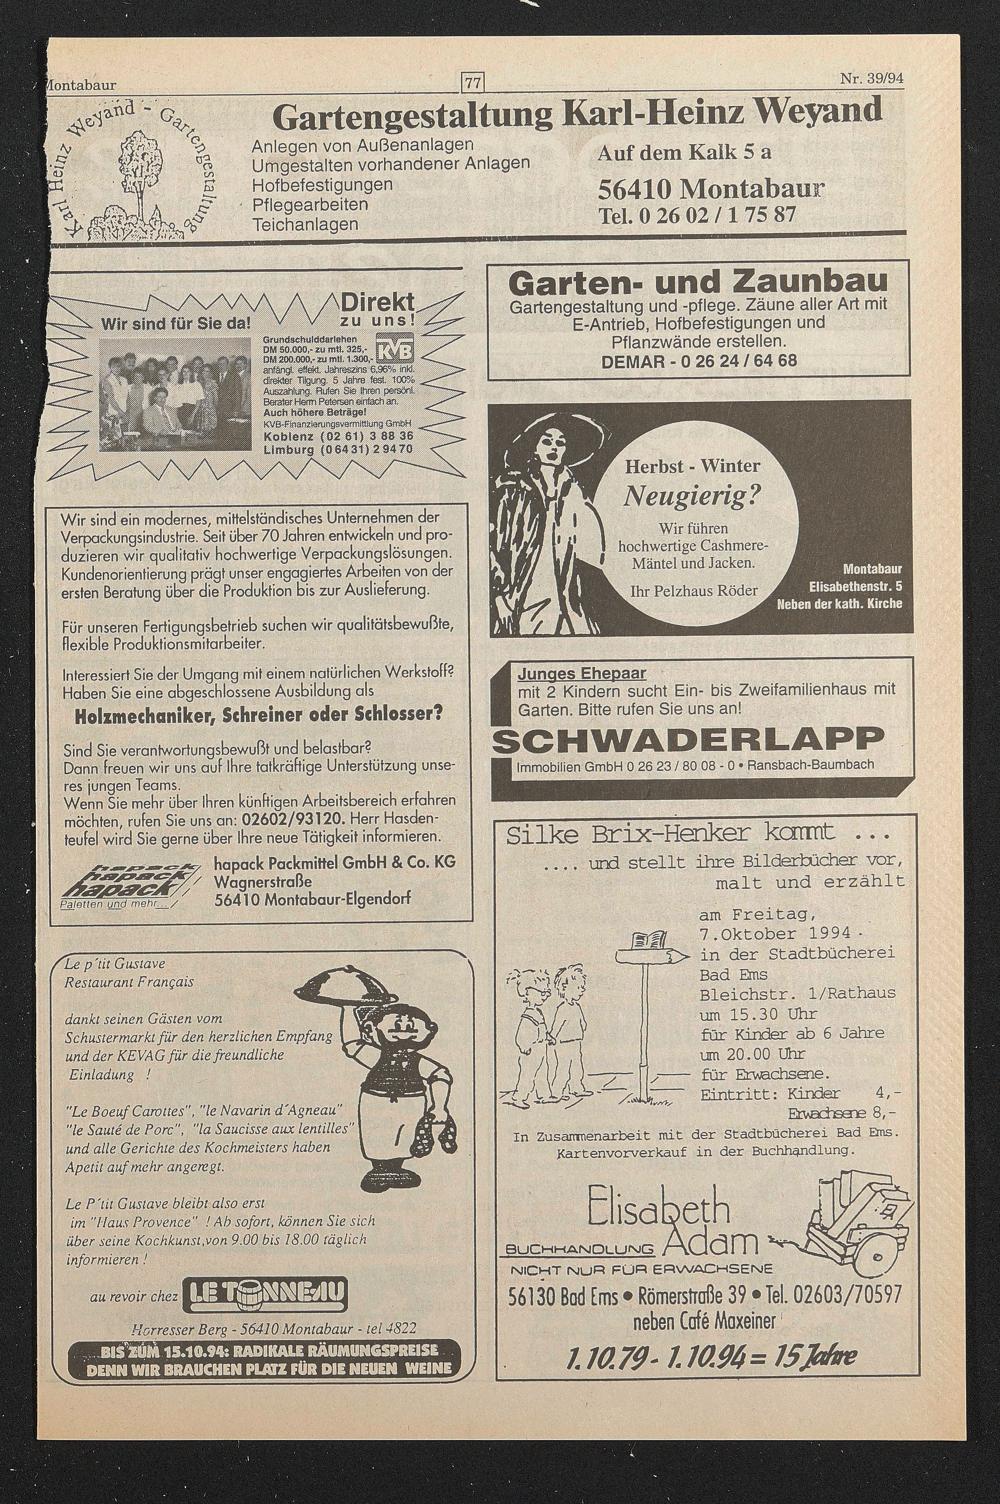 Montabaur
77
Nr. 39/94
Karl Heinz Weyand - Gartengestaltung
Gartengestaltung Karl-Heinz Weyand
Anlegen von Außenanlagen
Umgestalten vorhandener Anlagen
Hofbefestigungen
Pflegearbeiten
Teichanlagen
Auf dem Kalk 5 a
56410 Montabaur
Tel. 0 26 02 / 1 75 87
Wir sind für Sie da!
Direkt
zu uns!
Grundschulddarlehen
DM 50.000,- zu mtl. 325,-
DM 200.000,- zu mtl. 1.300,-
KVB
anfängl. effekt. Jahreszins 6,96% inkl.
direkter Tilgung. 5 Jahre fest. 100%
Auszahlung. Rufen Sie Ihren persönl.
Berater Herrn Petersen einfach an.
Auch höhere Beträge!
KVB-Finanzierungsvermittlung GmbH
Koblenz (02 61) 3 88 36
Limburg (0 64 31) 2 94 70
Wir sind ein modernes, mittelständisches Unternehmen der
Verpackungsindustrie. Seit über 70 Jahren entwickeln und pro-
duzieren wir qualitativ hochwertige Verpackungslösungen.
Kundenorientierung prägt unser engagiertes Arbeiten von der
ersten Beratung über die Produktion bis zur Auslieferung.
Für unseren Fertigungsbetrieb suchen wir qualitätsbewußte,
flexible Produktionsmitarbeiter.
Interessiert Sie der Umgang mit einem natürlichen Werkstoff?
Haben Sie eine abgeschlossene Ausbildung als
Holzmechaniker, Schreiner oder Schlosser?
Sind Sie verantwortungsbewußt und belastbar?
Dann freuen wir uns auf Ihre tatkräftige Unterstützung unse-
res jungen Teams.
Wenn Sie mehr über Ihren künftigen Arbeitsbereich erfahren
möchten, rufen Sie uns an: 02602/93120. Herr Hasden-
teufel wird Sie gerne über Ihre neue Tätigkeit informieren.
hapack
hapack
hapack
Paletten und mehr...
hapack Packmittel GmbH & Co. KG
Wagnerstraße
56410 Montabaur-Elgendorf
Le p´tit Gustave
Restaurant Français
dankt seinen Gästen vom
Schustermarkt für den herzlichen Empfang
und der KEVAG für die freundliche
Einladung !
"Le Boeuf Carottes", "le Navarin d´Agneau"
"le Sauté de Porc", "la Saucisse aux lentilles"
und alle Gerichte des Kochmeisters haben
Apetit auf mehr angeregt.
Le P´tit Gustave bleibt also erst
im "Haus Provence" ! Ab sofort, können Sie sich
über seine Kochkunst,von 9.00 bis 18.00 täglich
informieren !
au revoir chez LE TONNEAU
Horresser Berg - 56410 Montabaur - tel 4822
BIS ZUM 15.10.94: RADIKALE RÄUMUNGSPREISE
DENN WIR BRAUCHEN PLATZ FÜR DIE NEUEN WEINE
Garten- und Zaunbau
Gartengestaltung und -pflege. Zäune aller Art mit
E-Antrieb, Hofbefestigungen und
Pflanzwände erstellen.
DEMAR - 0 26 24 / 64 68
Herbst - Winter
Neugierig?
Wir führen
hochwertige Cashmere-
Mäntel und Jacken.
Ihr Pelzhaus Röder
Montabaur
Elisabethenstr. 5
Neben der kath. Kirche
Junges Ehepaar
mit 2 Kindern sucht Ein- bis Zweifamilienhaus mit
Garten. Bitte rufen Sie uns an!
SCHWADERLAPP
Immobilien GmbH 0 26 23 / 80 08 - 0 • Ransbach-Baumbach
Silke Brix-Henker kommt ...
.... und stellt ihre Bilderbücher vor,
malt und erzählt
am Freitag,
7.Oktober 1994
in der Stadtbücherei
Bad Ems
Bleichstr. 1/Rathaus
um 15.30 Uhr
für Kinder ab 6 Jahre
um 20.00 Uhr
für Erwachsene.
Eintritt: Kinder 4,-
Erwachsene 8,-
In Zusammenarbeit mit der Stadtbücherei Bad Ems.
Kartenvorverkauf in der Buchhandlung.
Elisabeth
BUCHHANDLUNG Adam
NICHT NUR FÜR ERWACHSENE
56130 Bad Ems • Römerstraße 39 • Tel. 02603/70597
neben Café Maxeiner
1.10.79 - 1.10.94 = 15 Jahre